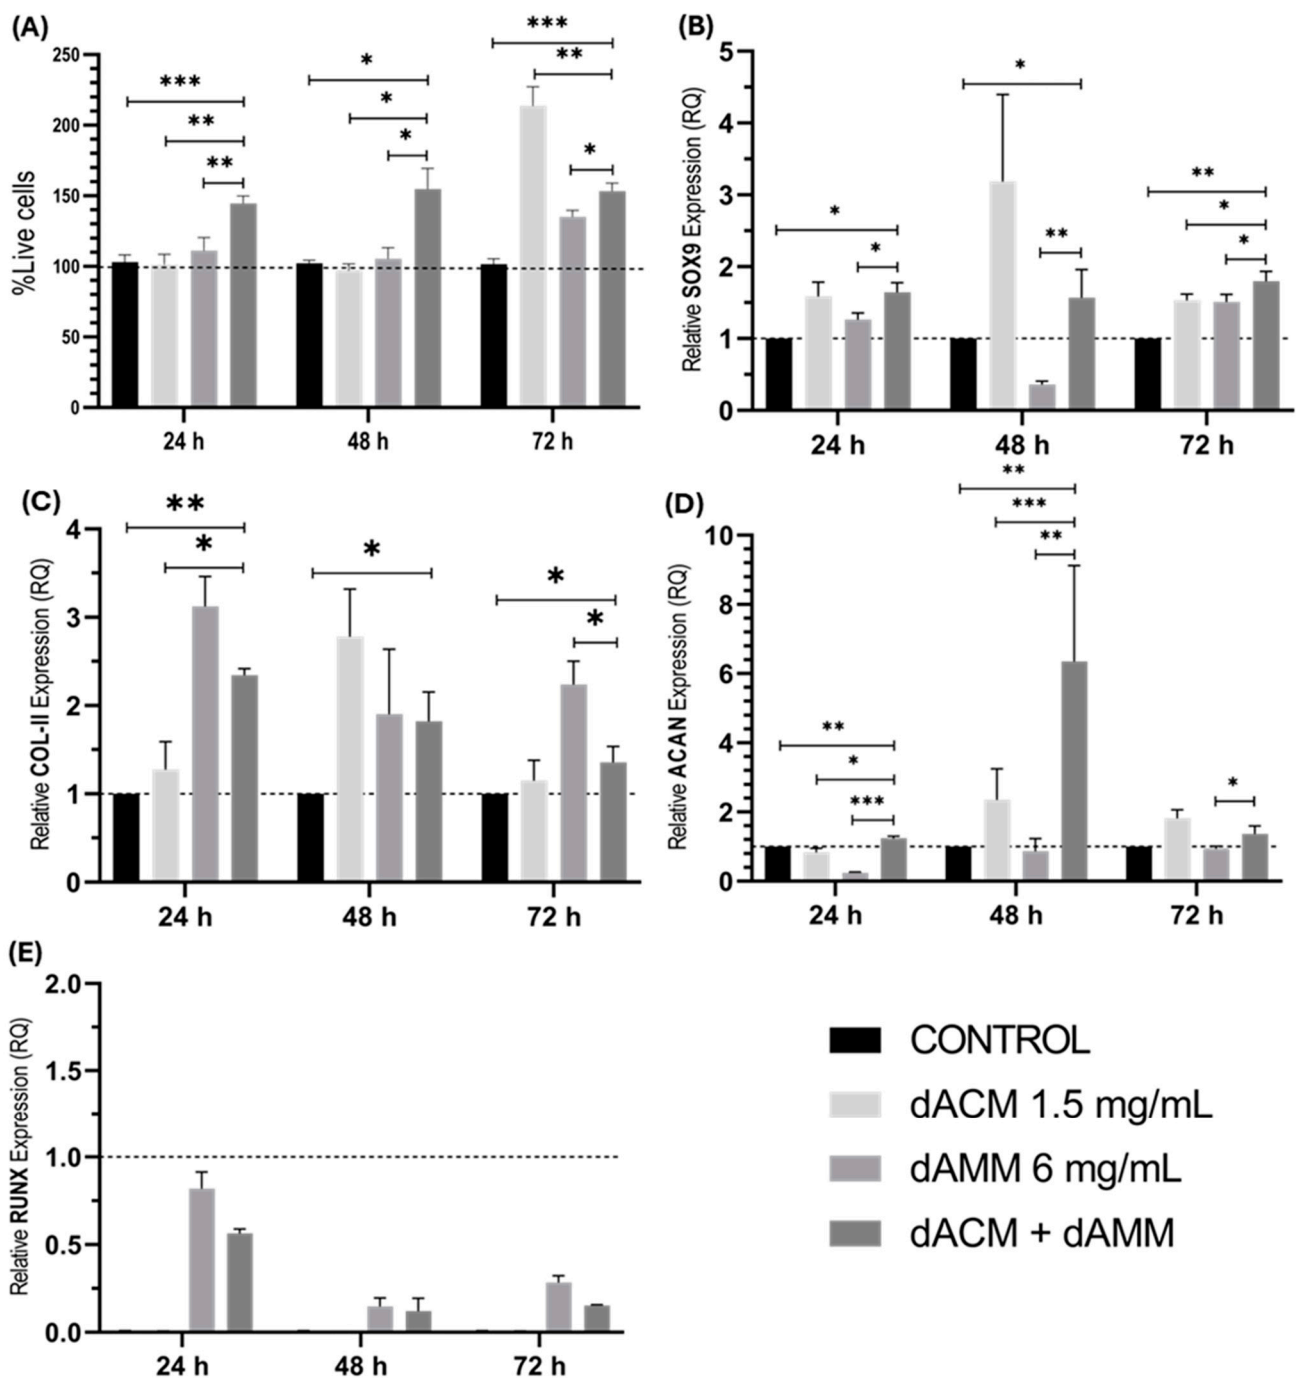 (A)
%Live cells
250
200
150
100
50
0
***
**
**
*
*
*
***
**
*
24 h
48 h
72 h
(B)
Relative SOX9 Expression (RQ)
5
4
3
2
1
0
*
*
*
**
**
*
*
24 h
48 h
72 h
(C)
Relative COL-II Expression (RQ)
4
3
2
1
0
**
*
*
*
*
24 h
48 h
72 h
(D)
Relative ACAN Expression (RQ)
10
8
6
4
2
0
**
*
***
**
***
**
*
24 h
48 h
72 h
(E)
Relative RUNX Expression (RQ)
2.0
1.5
1.0
0.5
0.0
24 h
48 h
72 h
CONTROL
dACM 1.5 mg/mL
dAMM 6 mg/mL
dACM + dAMM